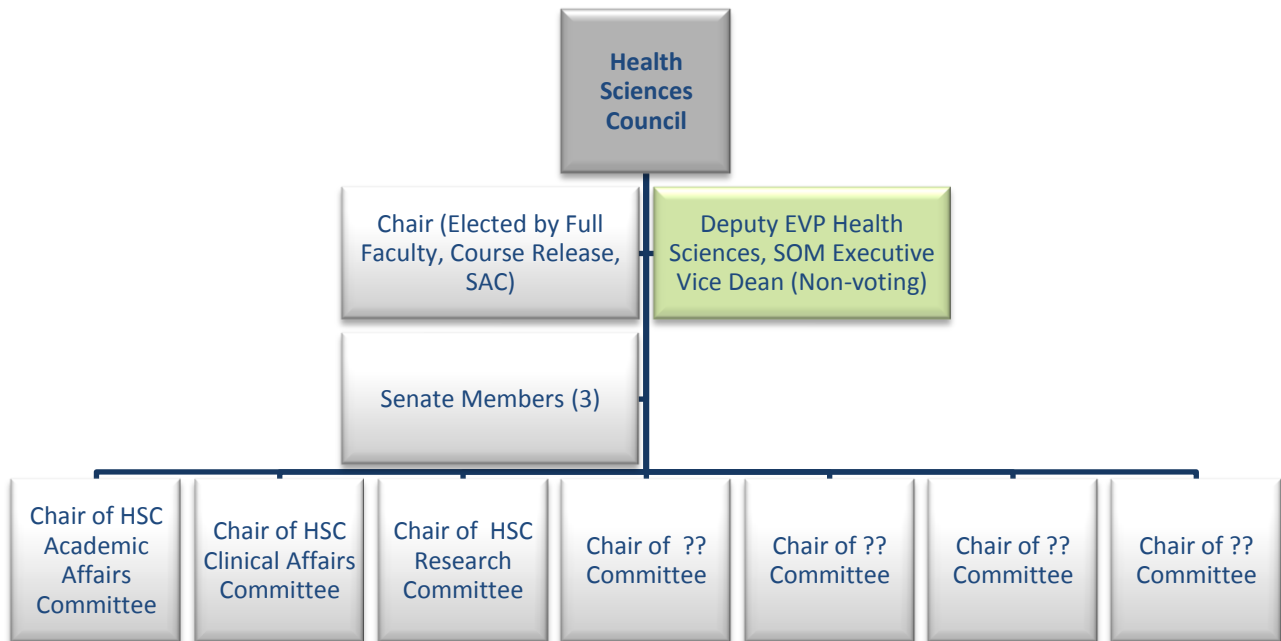 Health
Sciences
Council
Chair (Elected by Full
Faculty, Course Release,
SAC)
Deputy EVP Health
Sciences, SOM Executive
Vice Dean (Non-voting)
Senate Members (3)
Chair of HSC
Academic
Affairs
Committee
Chair of HSC
Clinical Affairs
Committee
Chair of HSC
Research
Committee
Chair of ??
Committee
Chair of ??
Committee
Chair of ??
Committee
Chair of ??
Committee